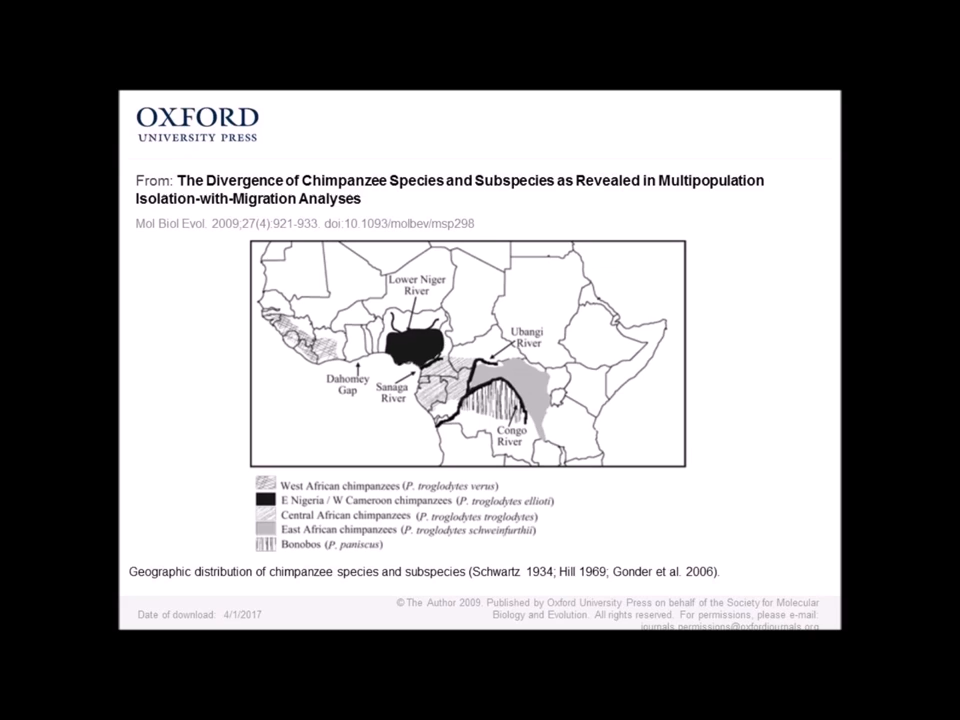 OXFORD
UNIVERSITY PRESS
From: The Divergence of Chimpanzee Species and Subspecies as Revealed in Multipopulation
Isolation-with-Migration Analyses
Mol Biol Evol. 2009;27(4):921-933. doi:10.1093/molbev/msp298
Lower Niger
River
Ubangi
River
Dahomey
Gap
Sanaga
River
Congo
River
West African chimpanzees (P. troglodytes verus)
E Nigeria / W Cameroon chimpanzees (P. troglodytes ellioti)
Central African chimpanzees (P. troglodytes troglodytes)
East African chimpanzees (P. troglodytes schweinfurthii)
Bonobos (P. paniscus)
Geographic distribution of chimpanzee species and subspecies (Schwartz 1934; Hill 1969; Gonder et al. 2006).
Date of download: 4/1/2017
© The Author 2009. Published by Oxford University Press on behalf of the Society for Molecular
Biology and Evolution. All rights reserved. For permissions, please e-mail:
journals.permissions@oxfordjournals.org